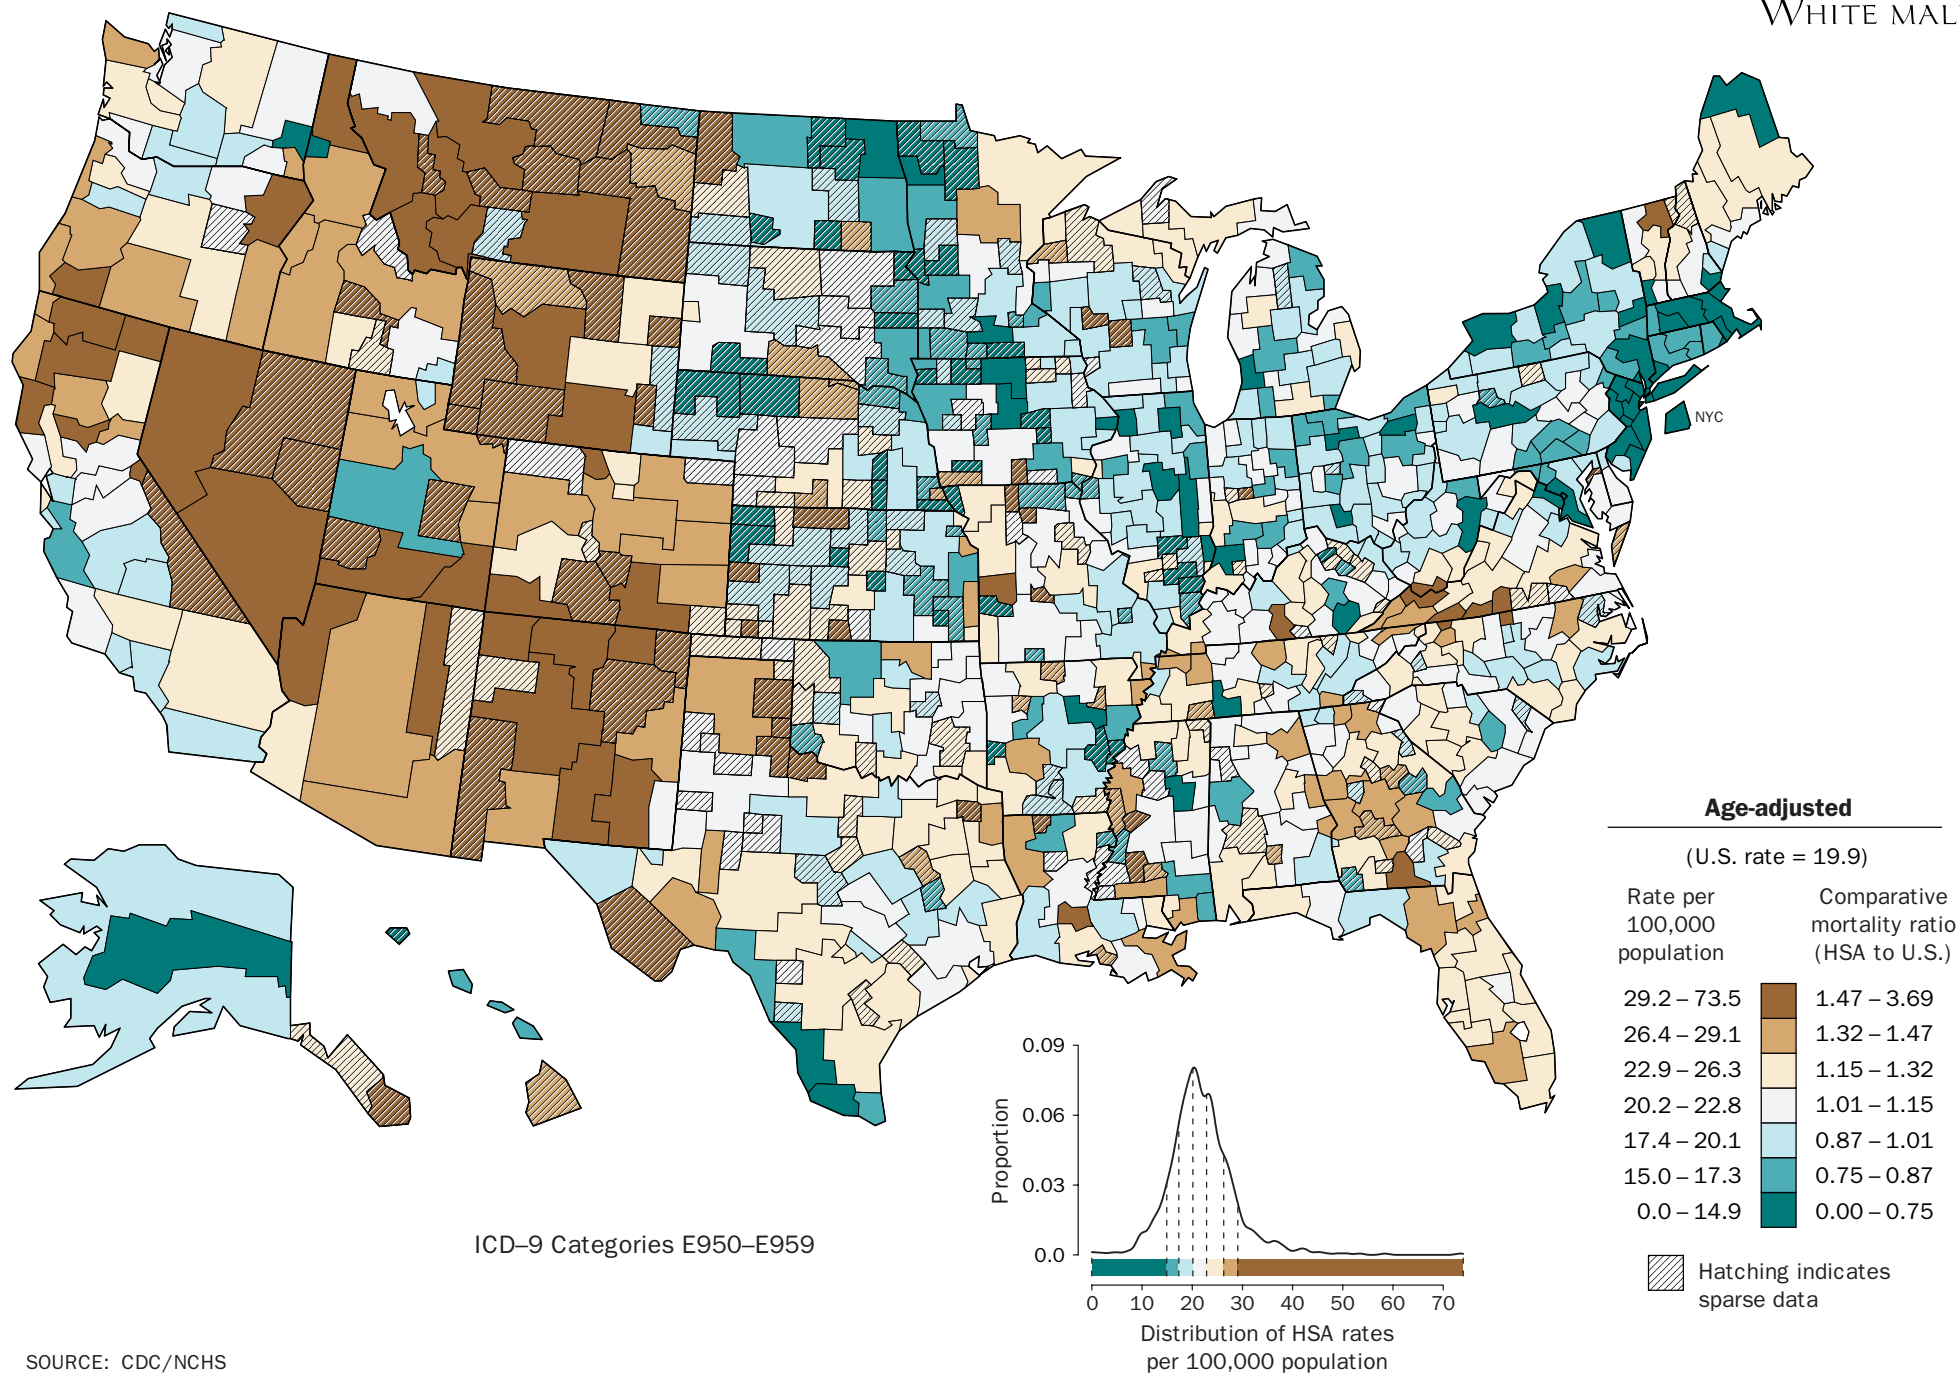 WHITE MAL
NYC
Age-adjusted
(U.S. rate = 19.9)
Rate per 100,000 population
Comparative mortality ratio (HSA to U.S.)
29.2 – 73.5 1.47 – 3.69
26.4 – 29.1 1.32 – 1.47
22.9 – 26.3 1.15 – 1.32
20.2 – 22.8 1.01 – 1.15
17.4 – 20.1 0.87 – 1.01
15.0 – 17.3 0.75 – 0.87
0.0 – 14.9 0.00 – 0.75
Hatching indicates
sparse data
Proportion
0.09
0.06
0.03
0.0
0 10 20 30 40 50 60 70
Distribution of HSA rates
per 100,000 population
ICD–9 Categories E950–E959
SOURCE: CDC/NCHS